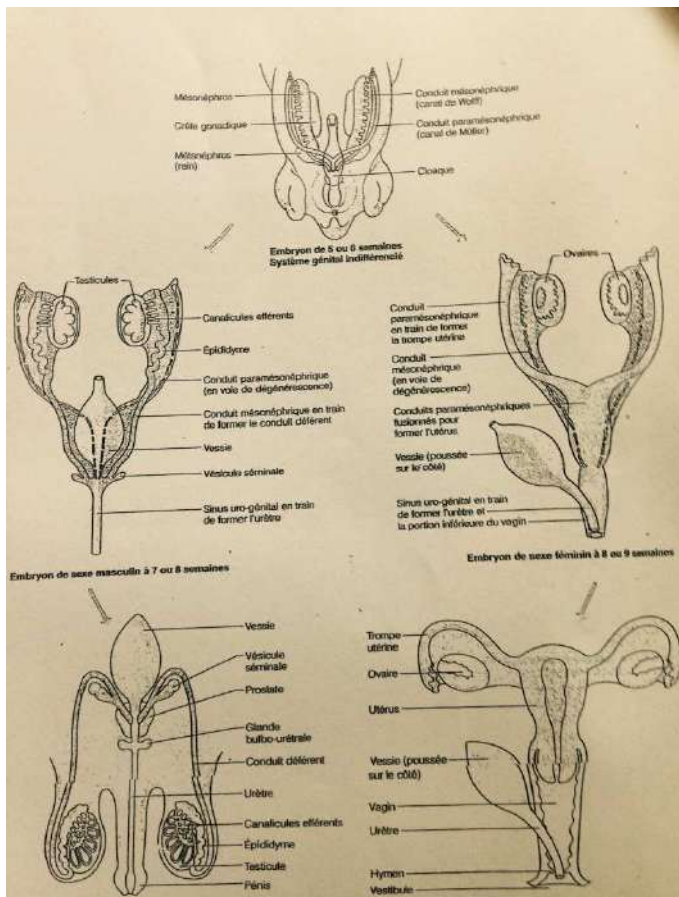 Mésonéphros
Crête gonadique
Métanéphros
(rein)
Conduit mésonéphrique
(canal de Wolff)
Conduit paramésonéphrique
(canal de Müller)
Cloaque
Embryon de 5 ou 6 semaines
Système génital indifférencié
Testicules
Canalicules efférents
Épididyme
Conduit paramésonéphrique
(en voie de dégénérescence)
Conduit mésonéphrique en train
de former le conduit déférent
Vessie
Vésicule séminale
Sinus uro-génital en train
de former l'urètre
Embryon de sexe masculin à 7 ou 8 semaines
Ovaires
Conduit
paramésonéphrique
en train de former
la trompe utérine
Conduit
mésonéphrique
(en voie de
dégénérescence)
Conduits paramésonéphriques
fusionnés pour
former l'utérus
Vessie (poussée
sur le côté)
Sinus uro-génital en train
de former l'urètre et
la portion inférieure du vagin
Embryon de sexe féminin à 8 ou 9 semaines
Vessie
Vésicule
séminale
Prostate
Glande
bulbo-urétrale
Conduit déférent
Urètre
Canalicules efférents
Épididyme
Testicule
Pénis
Trompe
utérine
Ovaire
Utérus
Vessie (poussée
sur le côté)
Vagin
Urètre
Hymen
Vestibule